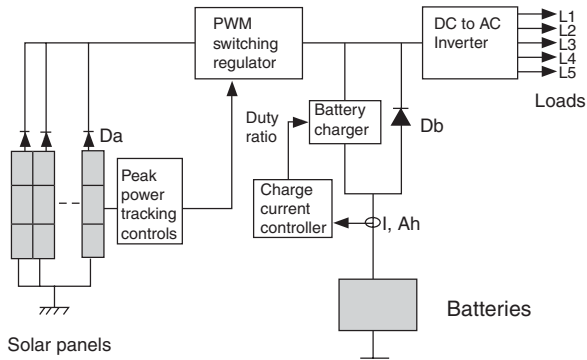 PWM
switching
regulator
DC to AC
Inverter
L1
L2
L3
L4
L5
Loads
Da
Duty
ratio
Battery
charger
Db
Peak
power
tracking
controls
Charge
current
controller
I, Ah
Batteries
Solar panels